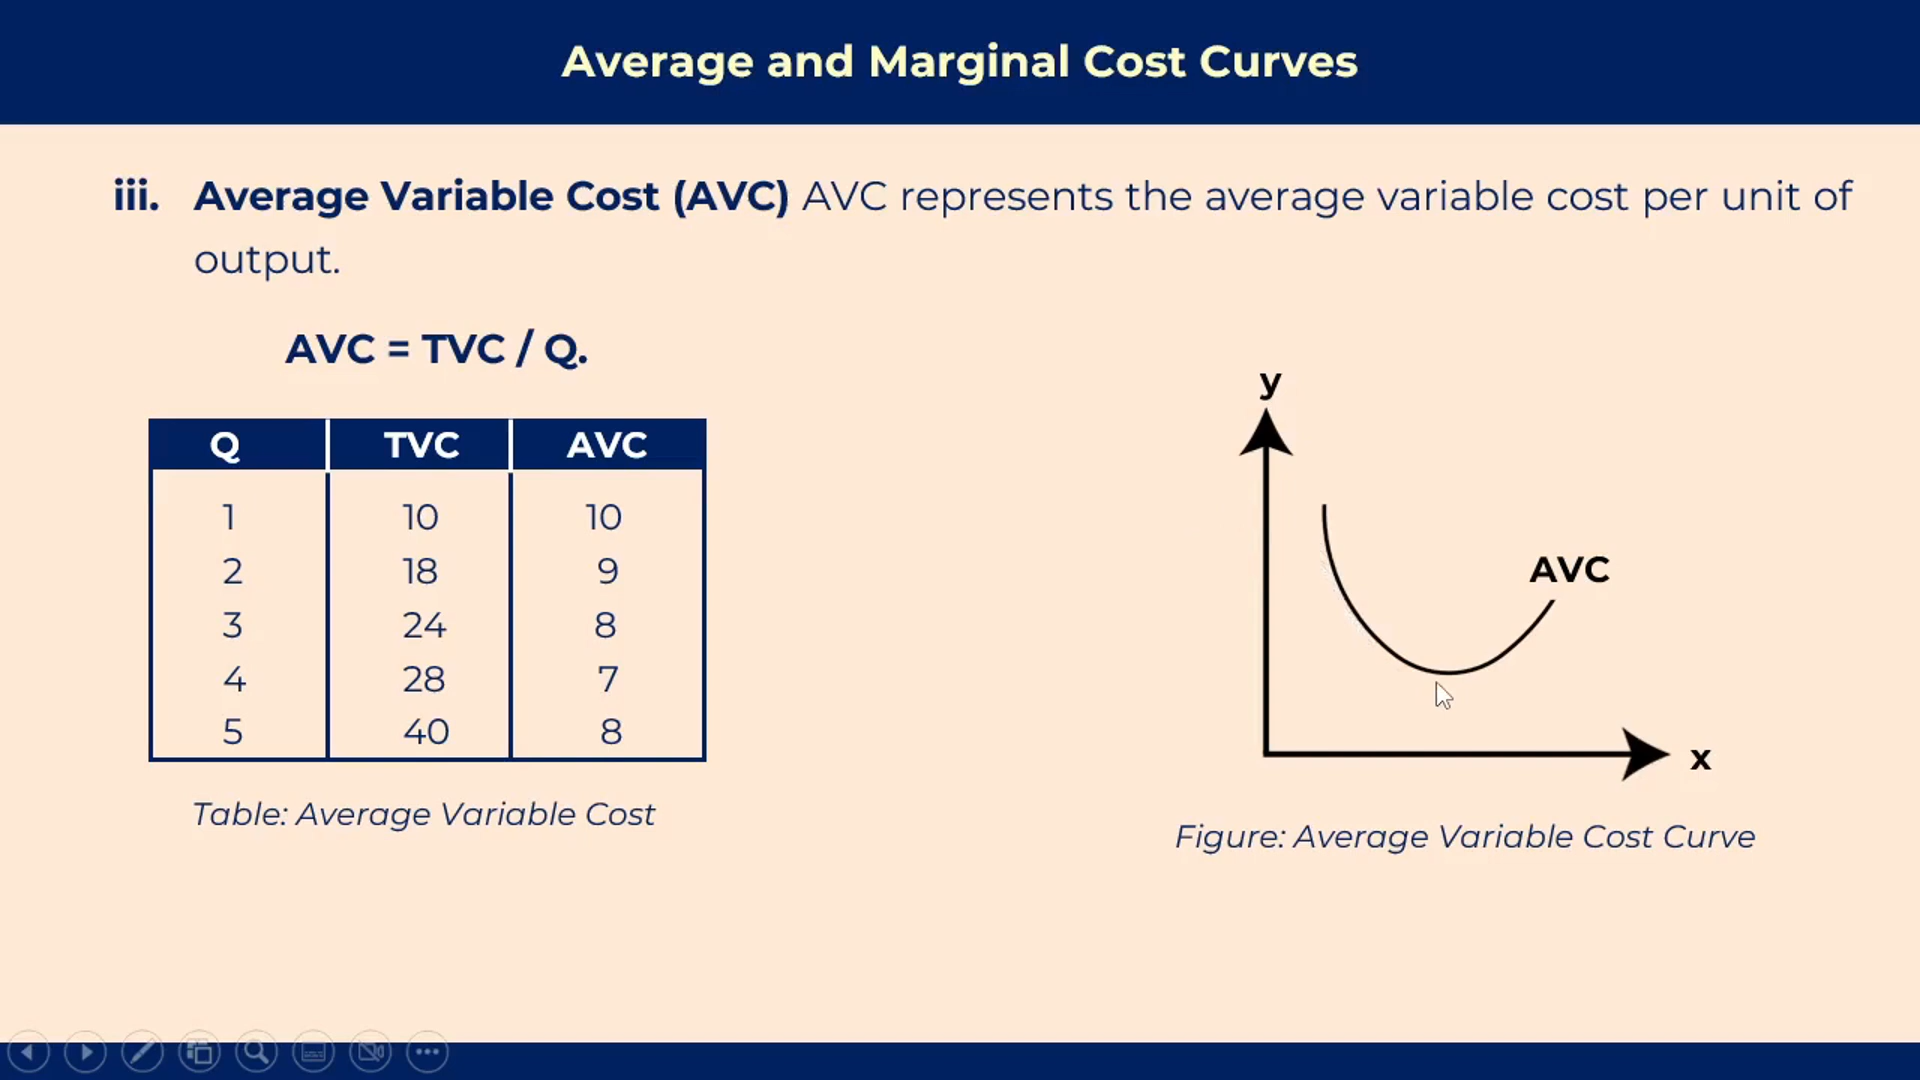 Average and Marginal Cost Curves
iii. Average Variable Cost (AVC) AVC represents the average variable cost per unit of
output.
AVC = TVC / Q.
Q TVC AVC
1 10 10
2 18 9
3 24 8
4 28 7
5 40 8
Table: Average Variable Cost
y
AVC
x
Figure: Average Variable Cost Curve